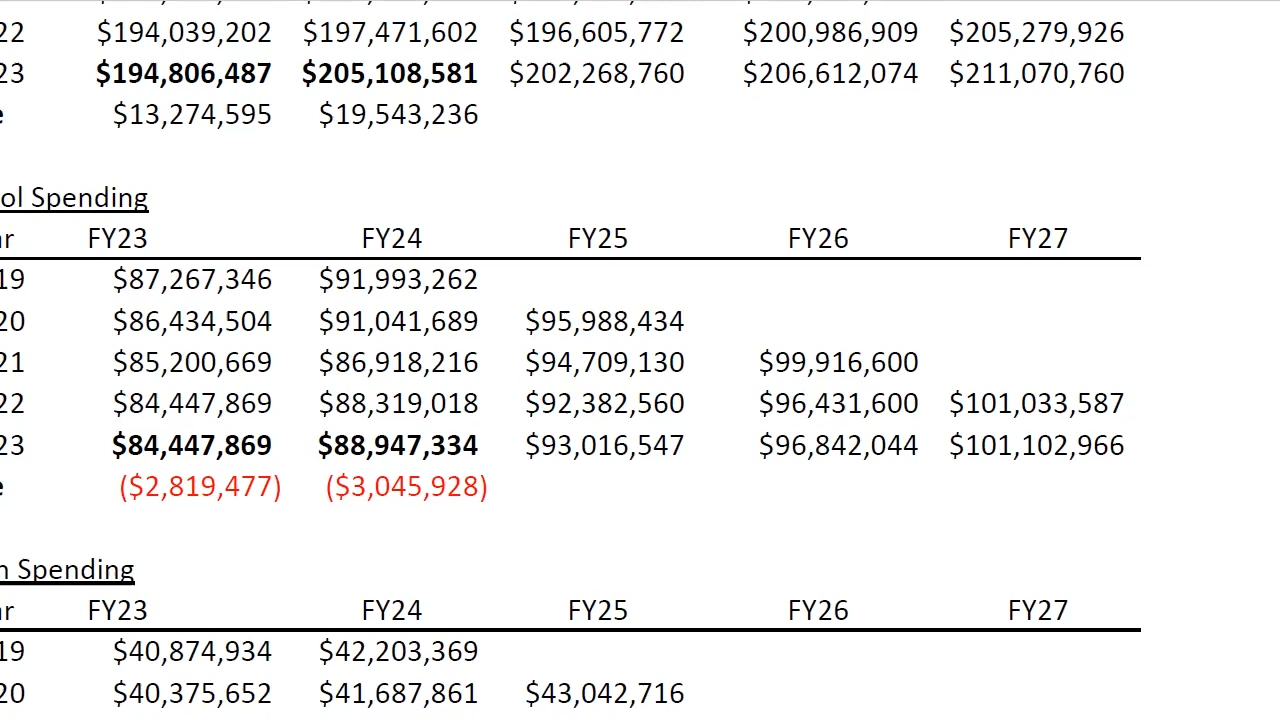 22 $194,039,202 $197,471,602 $196,605,772 $200,986,909 $205,279,926
23 $194,806,487 $205,108,581 $202,268,760 $206,612,074 $211,070,760
e $13,274,595 $19,543,236
ol Spending
ar FY23 FY24 FY25 FY26 FY27
19 $87,267,346 $91,993,262
20 $86,434,504 $91,041,689 $95,988,434
21 $85,200,669 $86,918,216 $94,709,130 $99,916,600
22 $84,447,869 $88,319,018 $92,382,560 $96,431,600 $101,033,587
23 $84,447,869 $88,947,334 $93,016,547 $96,842,044 $101,102,966
e ($2,819,477) ($3,045,928)
n Spending
ar FY23 FY24 FY25 FY26 FY27
19 $40,874,934 $42,203,369
20 $40,375,652 $41,687,861 $43,042,716